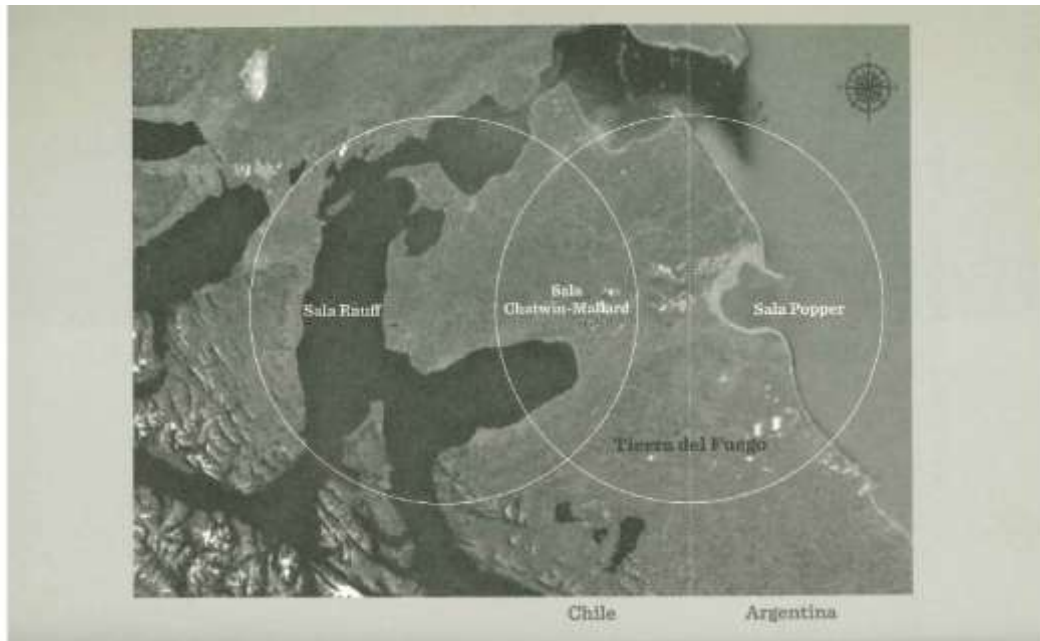 Sala Rauff
Sala
Chatwin-Mallard
Sala Popper
Tierra del Fuego
Chile
Argentina